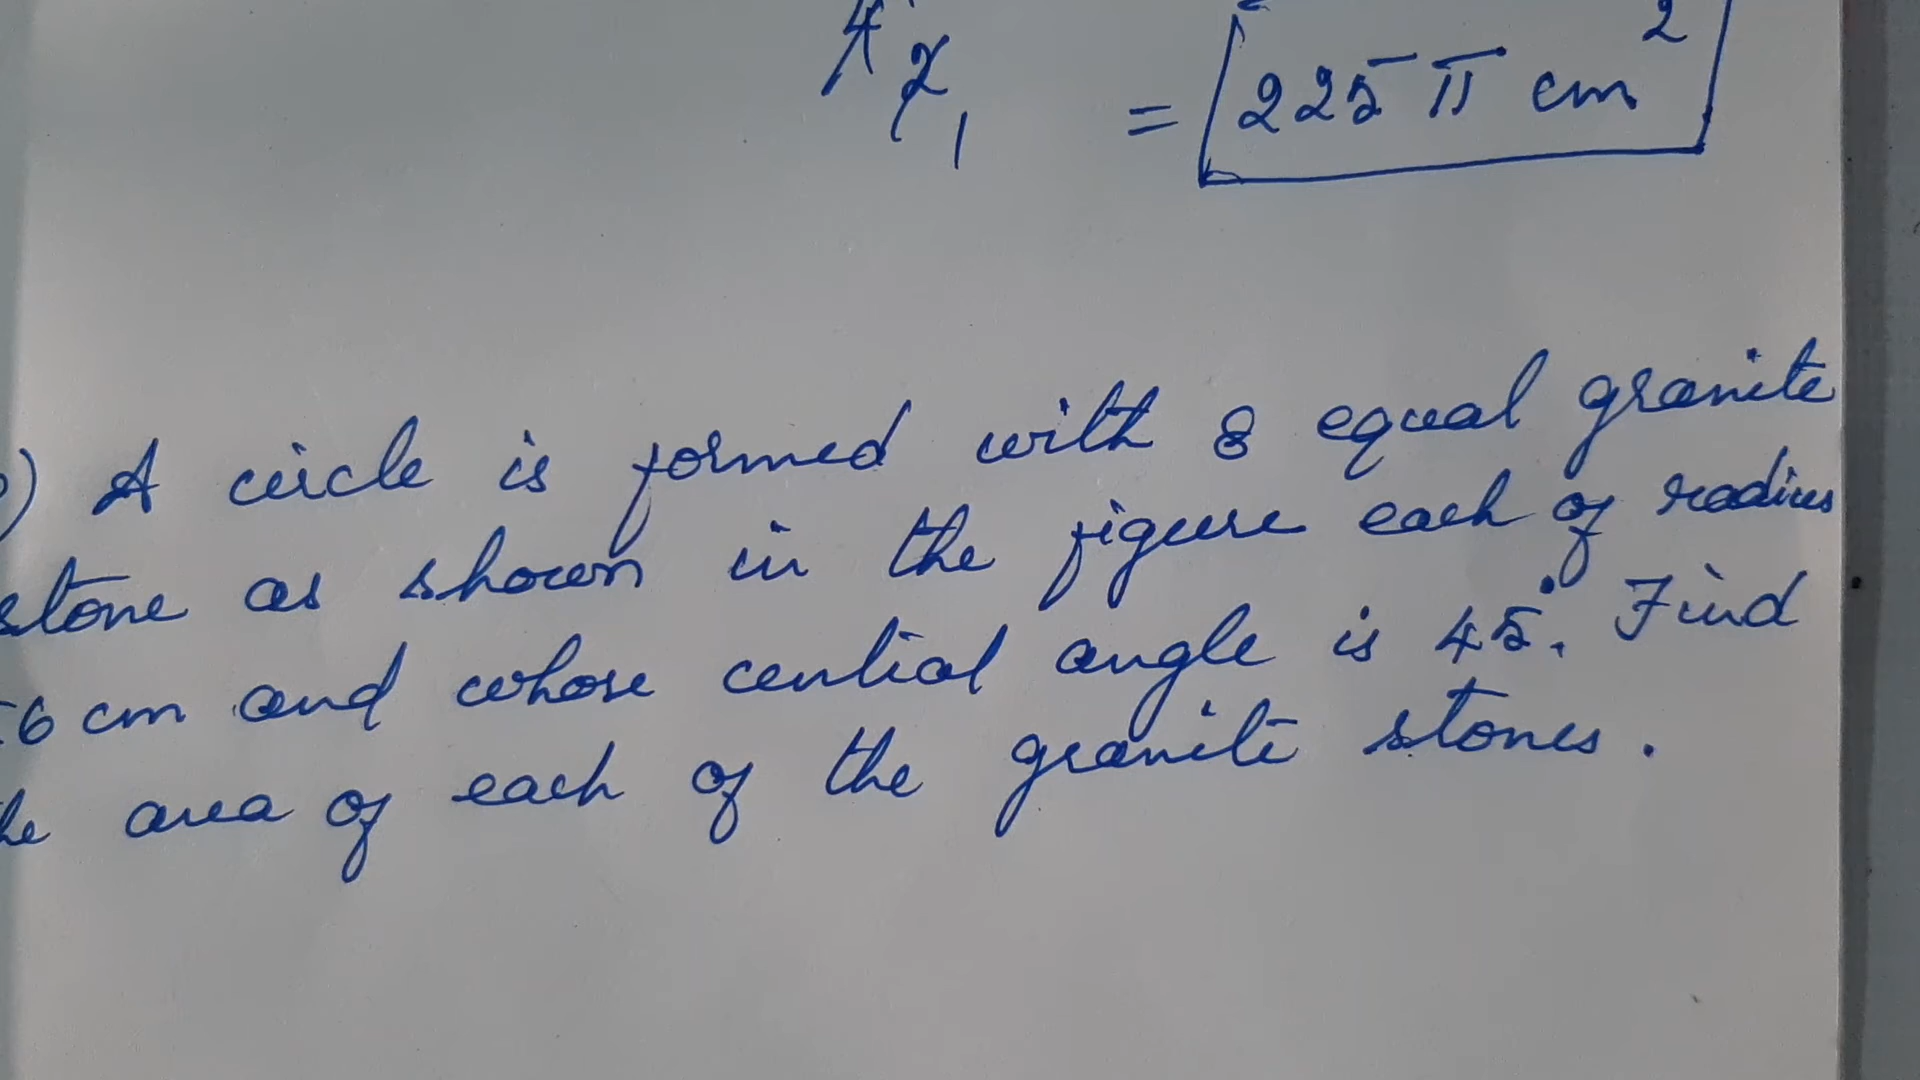 = 225 π cm²
) A circle is formed with 8 equal granite
stone as shown in the figure each of radius
6 cm and whose central angle is 45°. Find
he area of each of the granite stones.